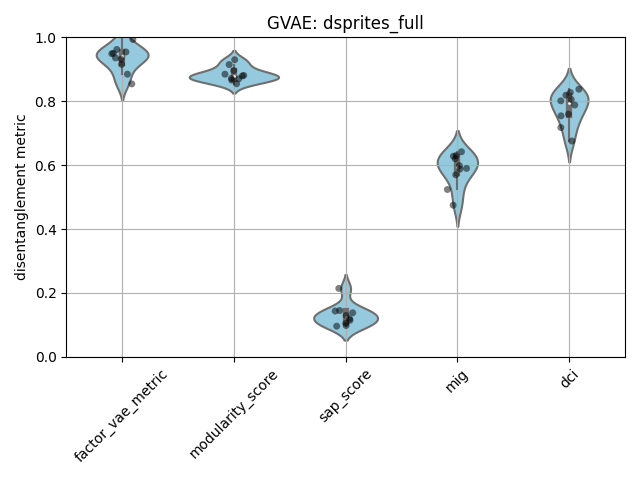 GVAE: dsprites_full
disentanglement metric
1.0
0.8
0.6
0.4
0.2
0.0
factor_vae_metric
modularity_score
sap_score
mig
dci